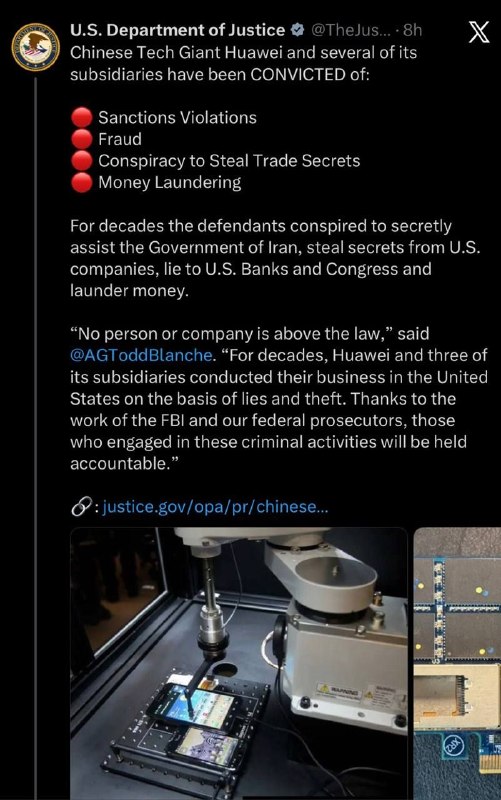 U.S. Department of Justice @TheJus... · 8h
Chinese Tech Giant Huawei and several of its
subsidiaries have been CONVICTED of:
🔴 Sanctions Violations
🔴 Fraud
🔴 Conspiracy to Steal Trade Secrets
🔴 Money Laundering
For decades the defendants conspired to secretly
assist the Government of Iran, steal secrets from U.S.
companies, lie to U.S. Banks and Congress and
launder money.
“No person or company is above the law,” said
@AGToddBlanche. “For decades, Huawei and three of
its subsidiaries conducted their business in the United
States on the basis of lies and theft. Thanks to the
work of the FBI and our federal prosecutors, those
who engaged in these criminal activities will be held
accountable.”
🔗: justice.gov/opa/pr/chinese...
WARNING